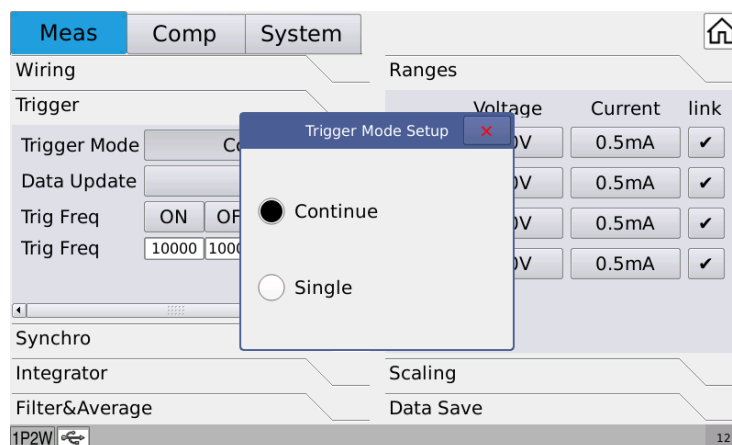 Meas Comp System
Wiring
Trigger
Trigger Mode
Data Update
Trig Freq ON
Trig Freq 10000
Synchro
Integrator
Filter&Average
1P2W
Trigger Mode Setup
Continue
Single
Ranges
Voltage Current link
0.5mA
0.5mA
0.5mA
0.5mA
Scaling
Data Save
12